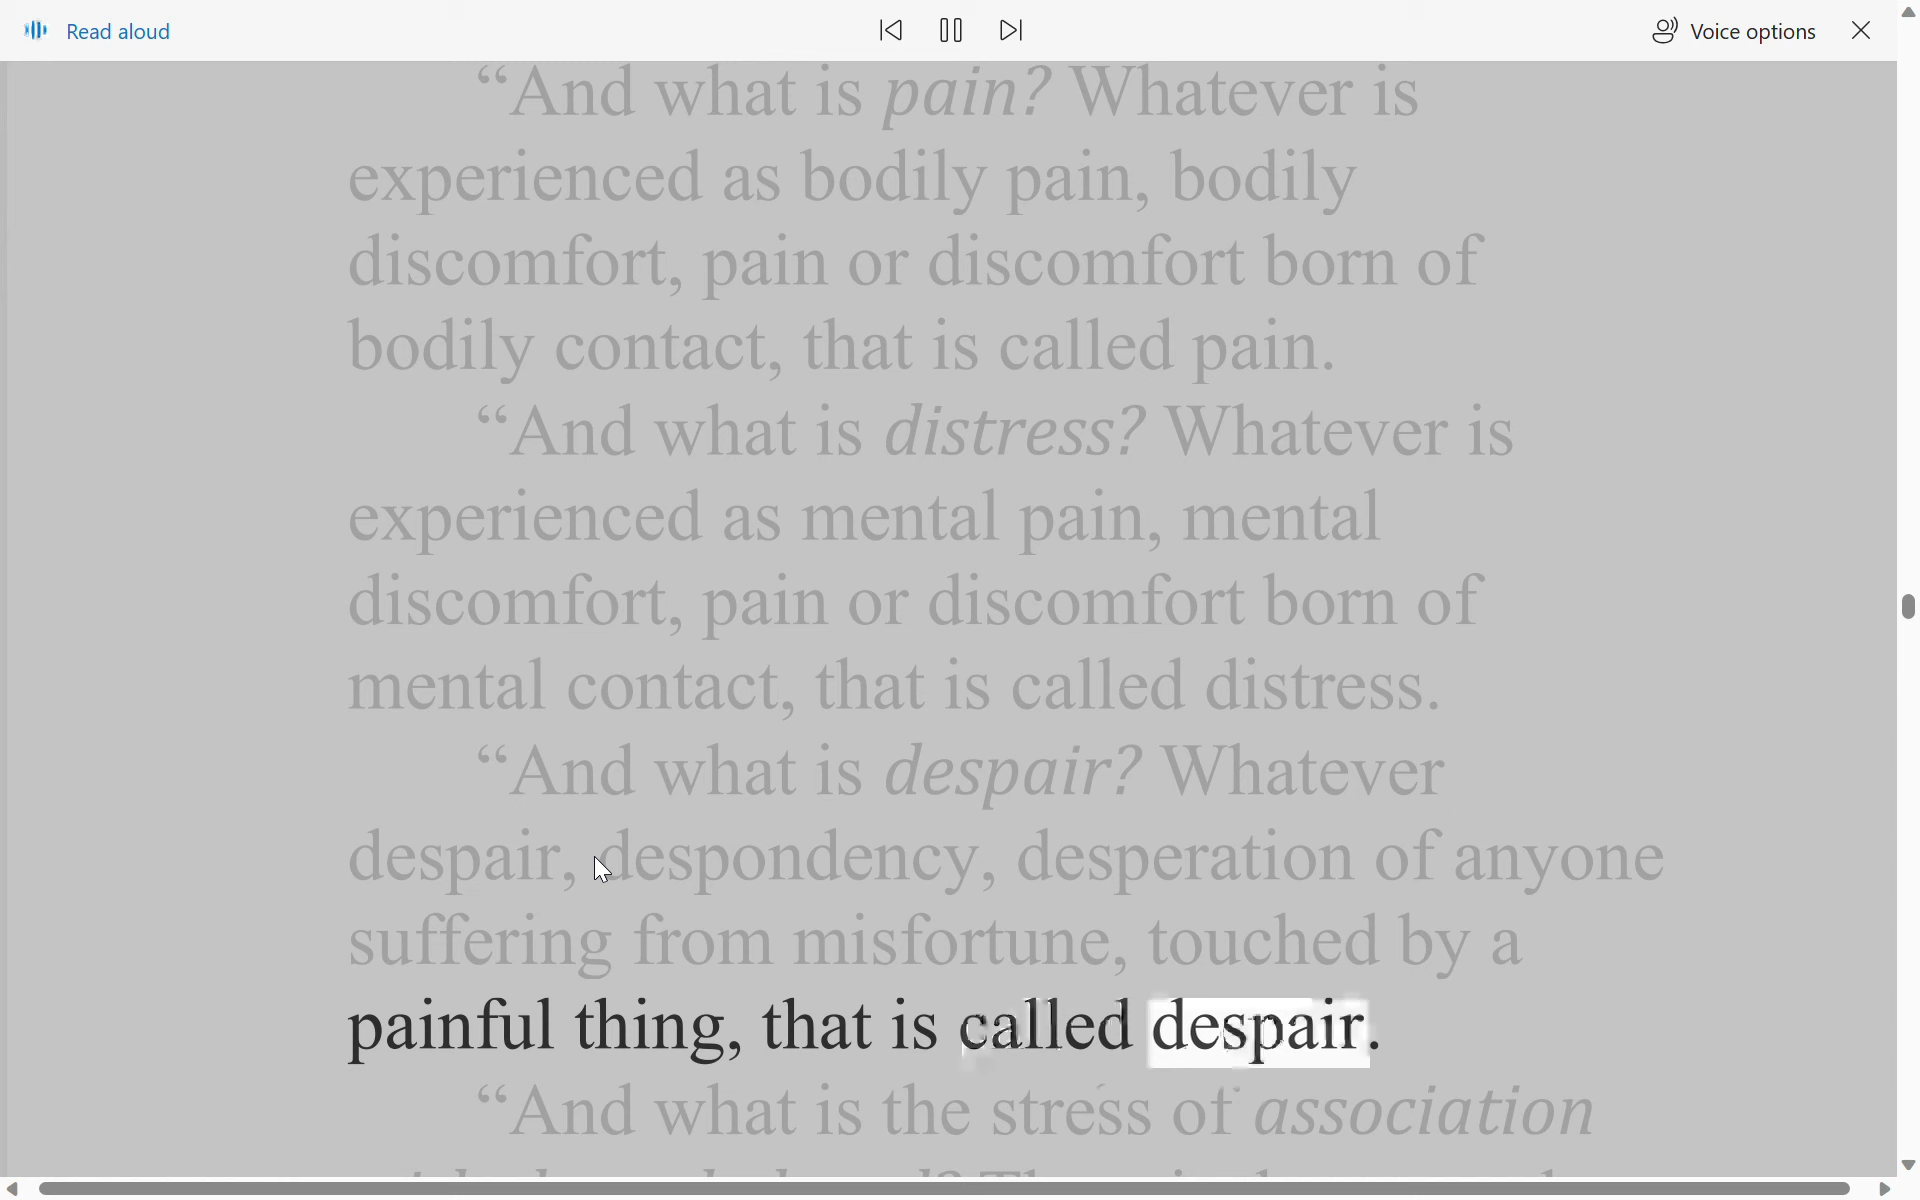 Read aloud
Voice options
“And what is pain? Whatever is
experienced as bodily pain, bodily
discomfort, pain or discomfort born of
bodily contact, that is called pain.
“And what is distress? Whatever is
experienced as mental pain, mental
discomfort, pain or discomfort born of
mental contact, that is called distress.
“And what is despair? Whatever
despair, despondency, desperation of anyone
suffering from misfortune, touched by a
painful thing, that is called despair.
“And what is the stress of association